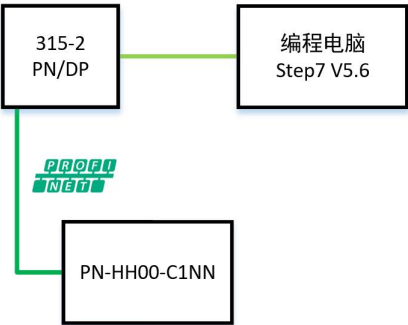 315-2
PN/DP
编程电脑
Step7 V5.6
PROFI
NET
PN-HH00-C1NN